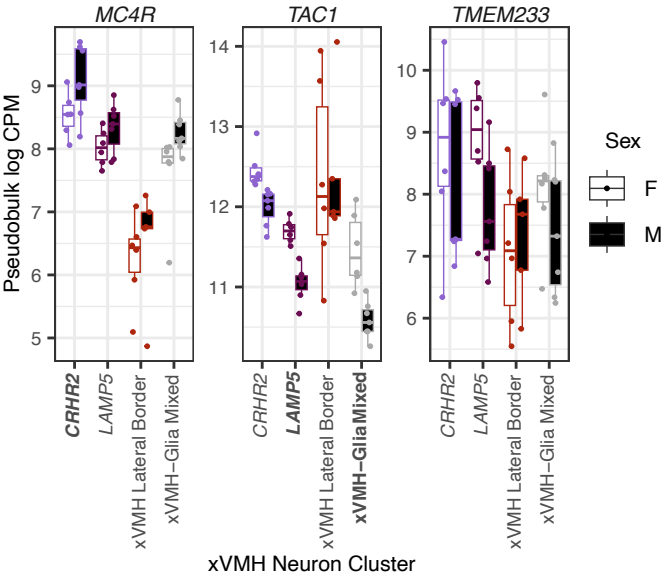 MC4R TAC1 TMEM233
Pseudobulk log CPM
9
8
7
6
5
14
13
12
11
10
9
8
7
6
Sex
F
M
CRHR2
LAMP5
xVMH Lateral Border
xVMH−Glia Mixed
CRHR2
LAMP5
xVMH Lateral Border
xVMH−Glia Mixed
CRHR2
LAMP5
xVMH Lateral Border
xVMH−Glia Mixed
xVMH Neuron Cluster